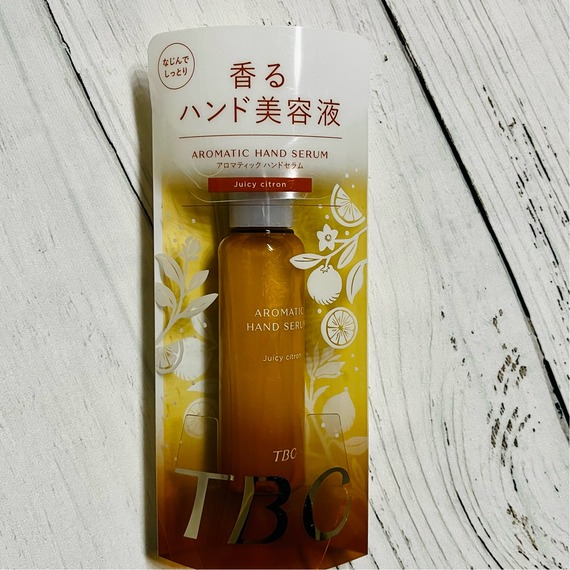 なじんで
しっとり
香る
ハンド美容液
AROMATIC HAND SERUM
アロマティック ハンドセラム
Juicy citron
AROMATIC
HAND SERUM
Juicy citron
TBC
TBC